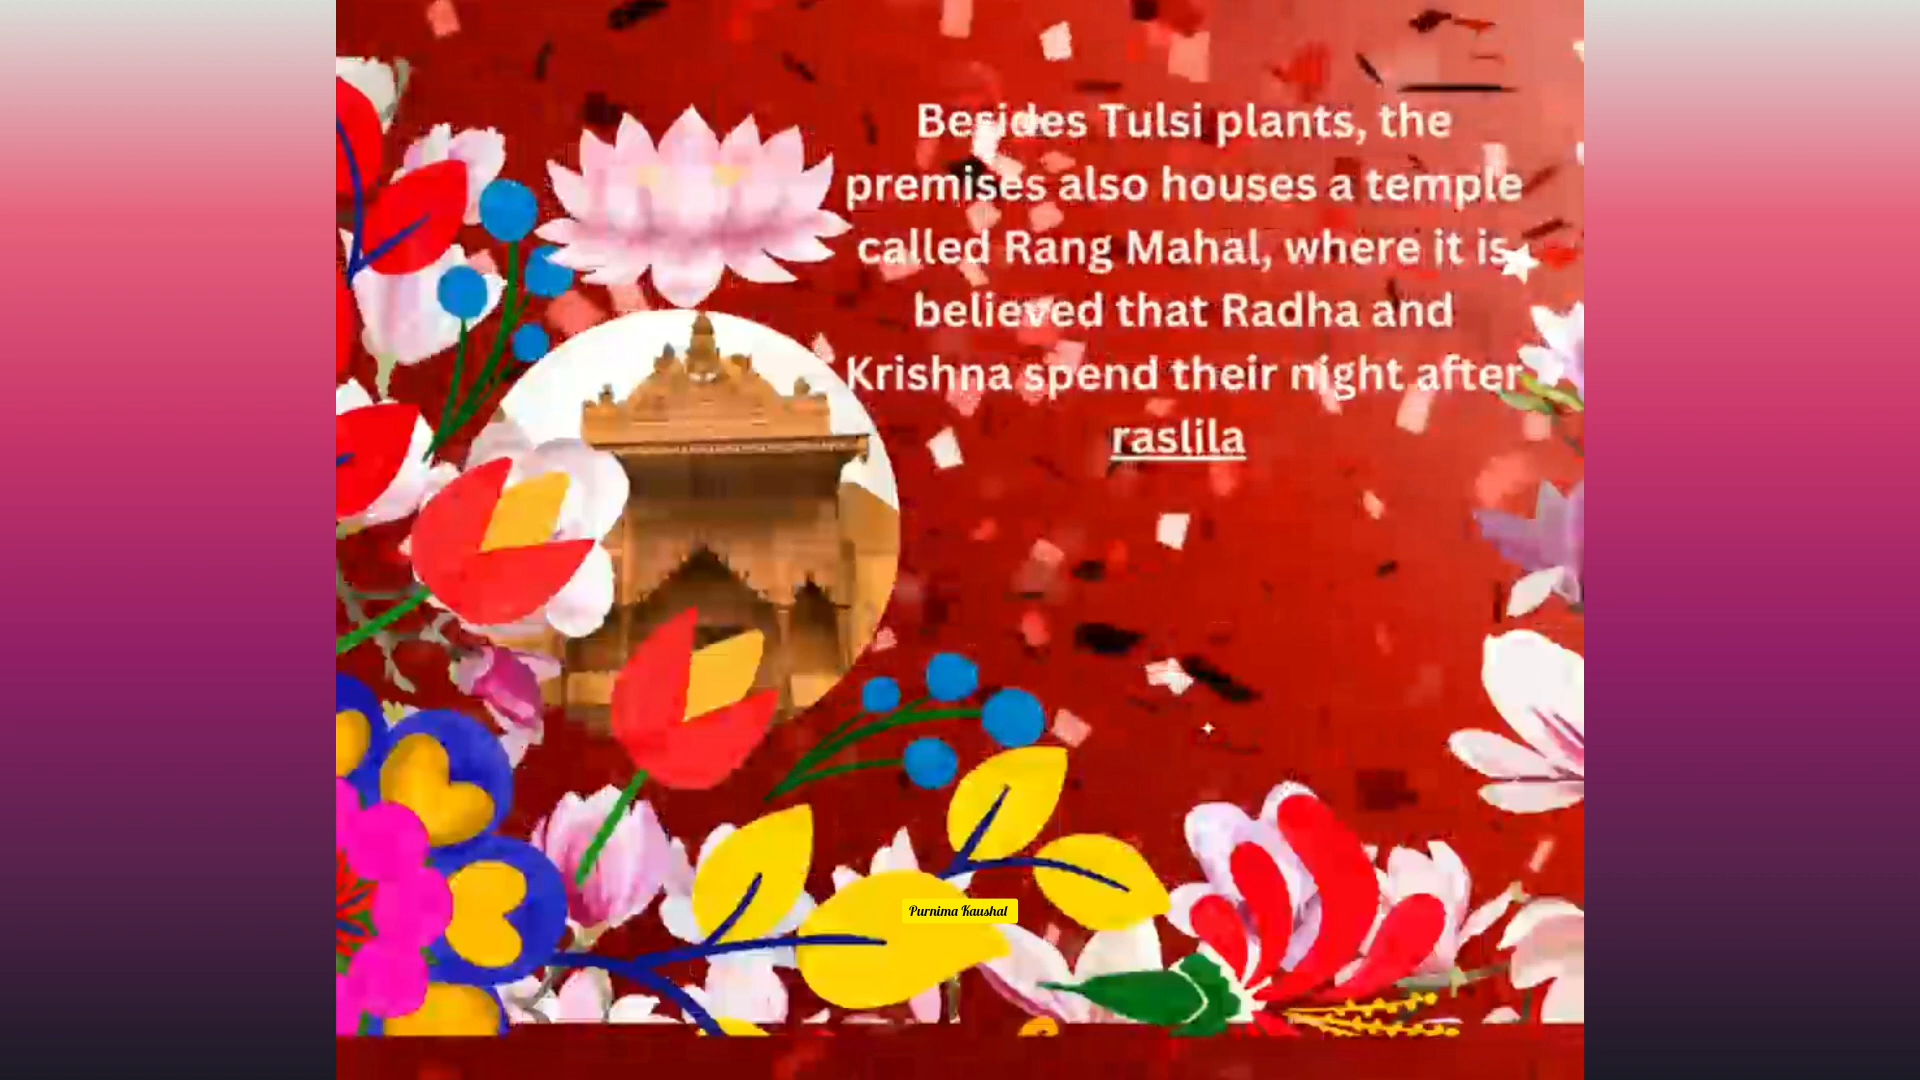 Besides Tulsi plants, the
premises also houses a temple
called Rang Mahal, where it is
believed that Radha and
Krishna spend their night after
raslila
Purnima Kaushal